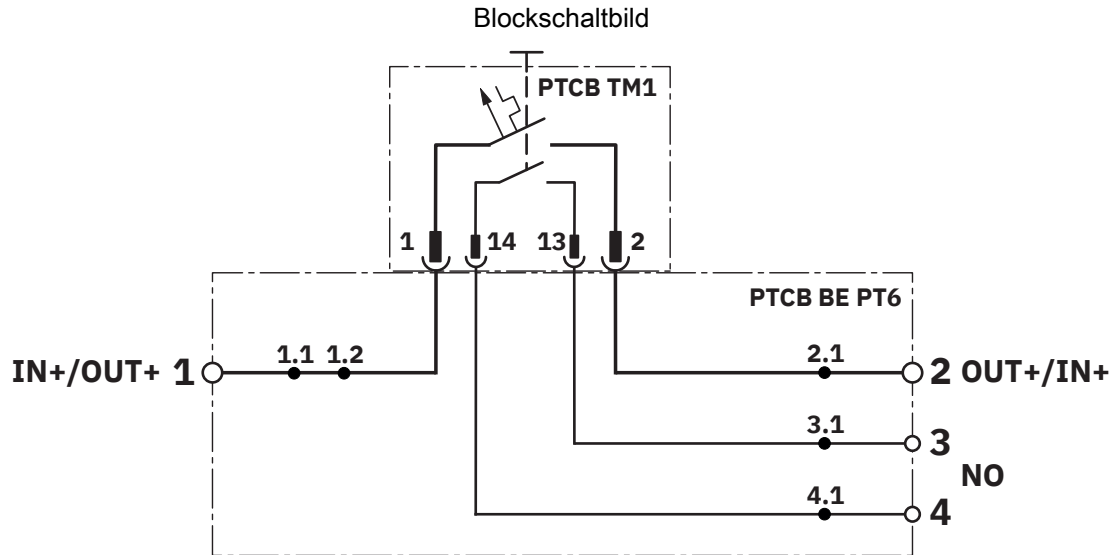 Blockschaltbild
PTCB TM1
1 14 13 2
PTCB BE PT6
IN+/OUT+ 1 1.1 1.2 2.1 2 OUT+/IN+
3.1 3
NO
4.1 4